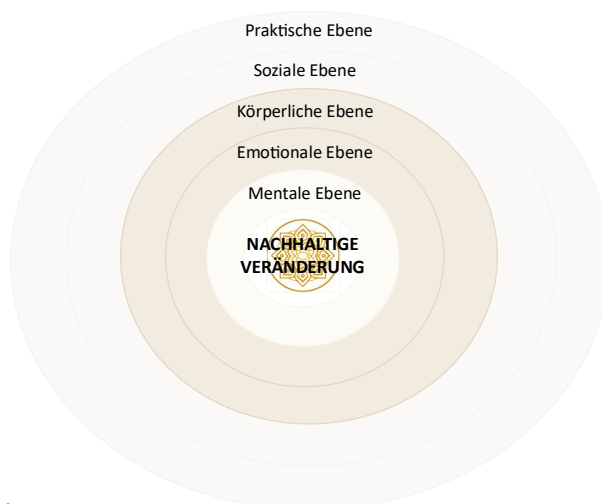 Praktische Ebene
Soziale Ebene
Körperliche Ebene
Emotionale Ebene
Mentale Ebene
NACHHALTIGE
VERÄNDERUNG